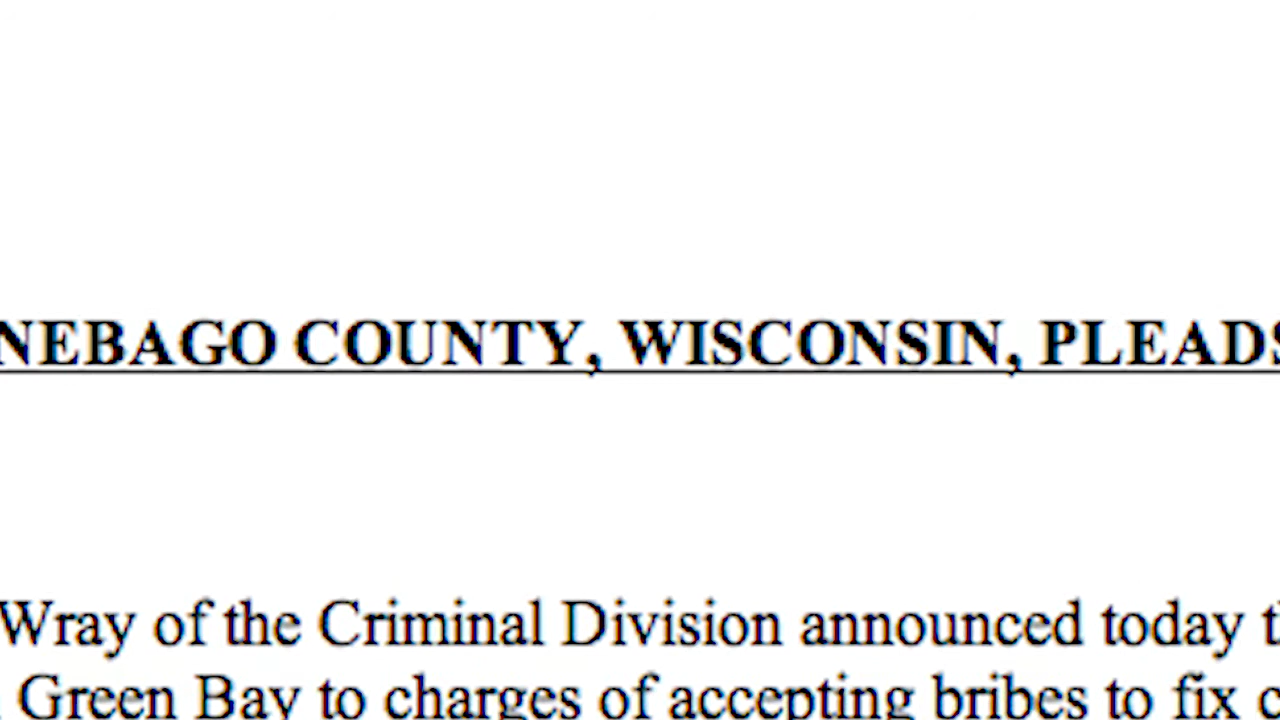 NEBAGO COUNTY, WISCONSIN, PLEADS
Wray of the Criminal Division announced today t
Green Bay to charges of accepting bribes to fix c